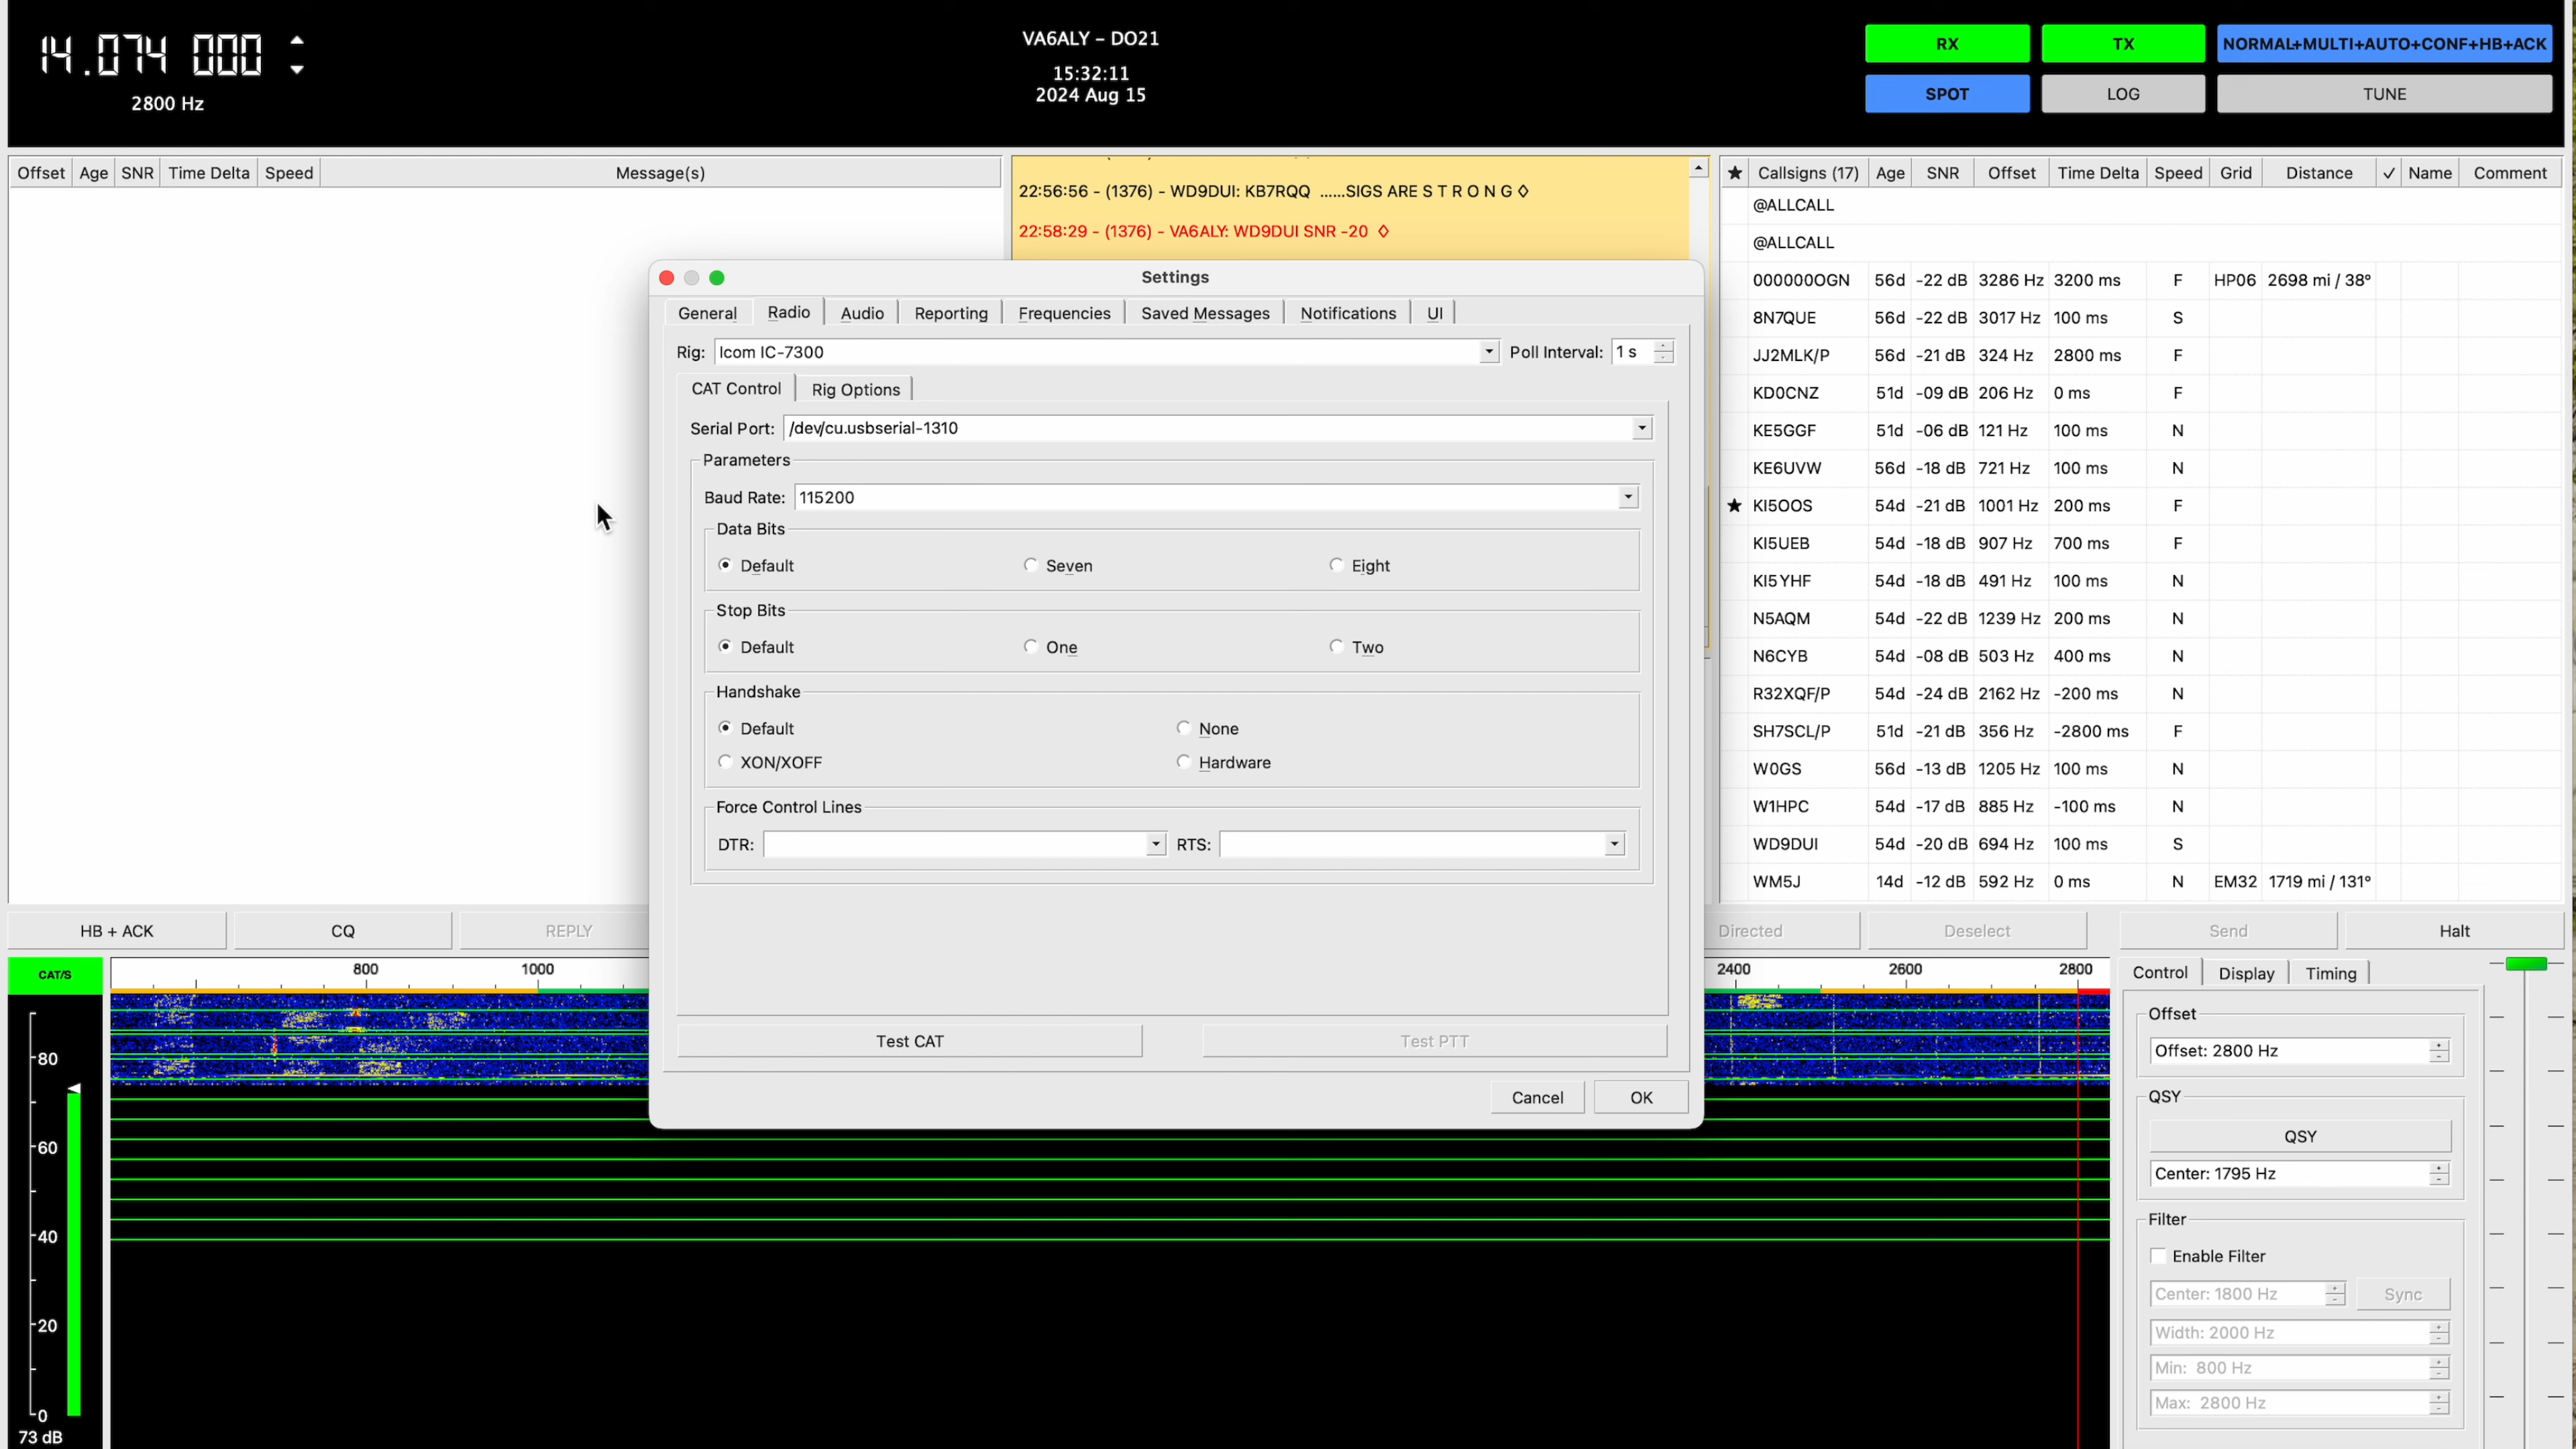 14.074 000
2800 Hz
VA6ALY – DO21
15:32:11
2024 Aug 15
RX
TX
NORMAL+MULTI+AUTO+CONF+HB+ACK
SPOT
LOG
TUNE
Offset Age SNR Time Delta Speed Message(s)
22:56:56 - (1376) - WD9DUI: KB7RQQ ......SIGS ARE S T R O N G ◊
22:58:29 - (1376) - VA6ALY: WD9DUI SNR -20 ◊
★ Callsigns (17) Age SNR Offset Time Delta Speed Grid Distance ✓ Name Comment
@ALLCALL
@ALLCALL
000000OGN 56d -22 dB 3286 Hz 3200 ms F HP06 2698 mi / 38°
8N7QUE 56d -22 dB 3017 Hz 100 ms S
JJ2MLK/P 56d -21 dB 324 Hz 2800 ms F
KD0CNZ 51d -09 dB 206 Hz 0 ms F
KE5GGF 51d -06 dB 121 Hz 100 ms N
KE6UVW 56d -18 dB 721 Hz 100 ms N
★ KI5OOS 54d -21 dB 1001 Hz 200 ms F
KI5UEB 54d -18 dB 907 Hz 700 ms F
KI5YHF 54d -18 dB 491 Hz 100 ms N
N5AQM 54d -22 dB 1239 Hz 200 ms N
N6CYB 54d -08 dB 503 Hz 400 ms N
R32XQF/P 54d -24 dB 2162 Hz -200 ms N
SH7SCL/P 51d -21 dB 356 Hz -2800 ms F
W0GS 56d -13 dB 1205 Hz 100 ms N
W1HPC 54d -17 dB 885 Hz -100 ms N
WD9DUI 54d -20 dB 694 Hz 100 ms S
WM5J 14d -12 dB 592 Hz 0 ms N EM32 1719 mi / 131°
Settings
General Radio Audio Reporting Frequencies Saved Messages Notifications UI
Rig: Icom IC-7300 Poll Interval: 1 s
CAT Control Rig Options
Serial Port: /dev/cu.usbserial-1310
Parameters
Baud Rate: 115200
Data Bits
Default Seven Eight
Stop Bits
Default One Two
Handshake
Default None
XON/XOFF Hardware
Force Control Lines
DTR: RTS:
Test CAT Test PTT
Cancel OK
HB + ACK CQ REPLY Directed Deselect Send Halt
CAT/S
800 1000 2400 2600 2800
80
60
40
20
0
73 dB
Control Display Timing
Offset
Offset: 2800 Hz
QSY
QSY
Center: 1795 Hz
Filter
Enable Filter
Center: 1800 Hz Sync
Width: 2000 Hz
Min: 800 Hz
Max: 2800 Hz